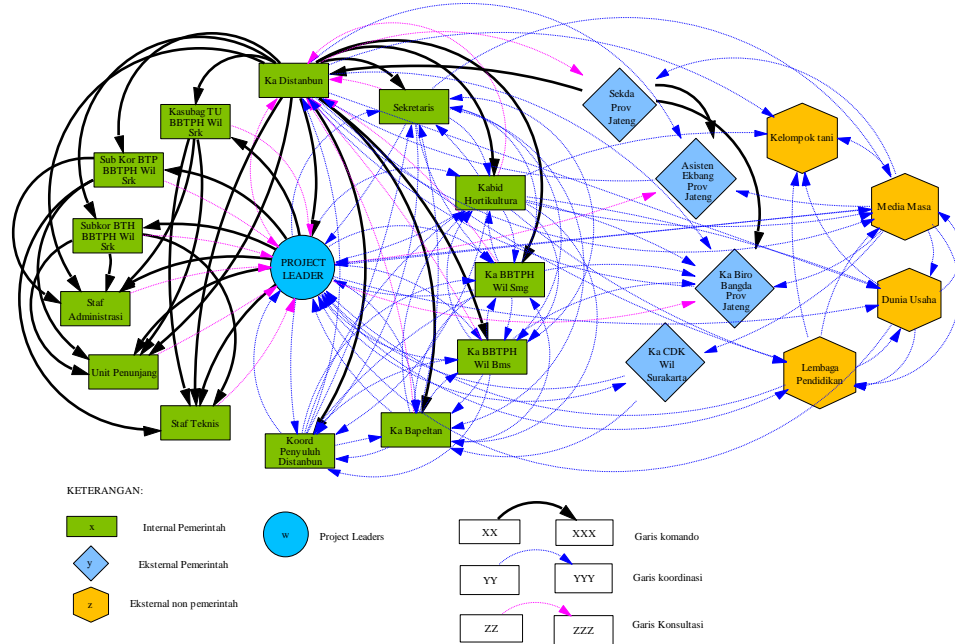 Ka Distanbun
Sekretaris
Kasubag TU
BBTPH Wil
Srk
Sub Kor BTP
BBTPH Wil
Srk
Subkor BTH
BBTPH Wil
Srk
Staf
Administrasi
Unit Penunjang
Staf Teknis
PROJECT
LEADER
Kabid
Hortikultura
Ka BBTPH
Wil Smg
Ka BBTPH
Wil Bms
Ka Bapeltan
Koord
Penyuluh
Distanbun
Sekda
Prov
Jateng
Asisten
Ekbang
Prov
Jateng
Ka Biro
Bangda
Prov
Jateng
Ka CDK
Wil
Surakarta
Kelompok tani
Media Masa
Dunia Usaha
Lembaga
Pendidikan
KETERANGAN:
x
Internal Pemerintah
y
Eksternal Pemerintah
z
Eksternal non pemerintah
w
Project Leaders
XX
XXX
Garis komando
YY
YYY
Garis koordinasi
ZZ
ZZZ
Garis Konsultasi